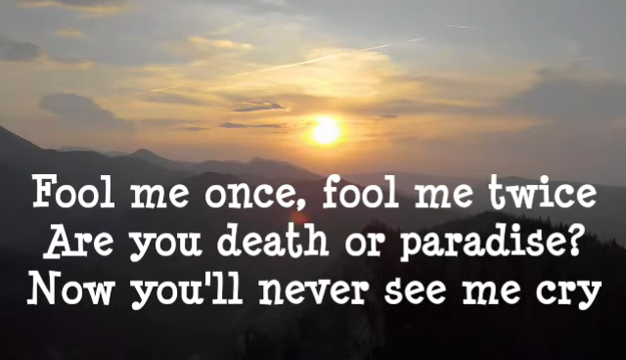 Fool me once, fool me twice
Are you death or paradise?
Now you'll never see me cry